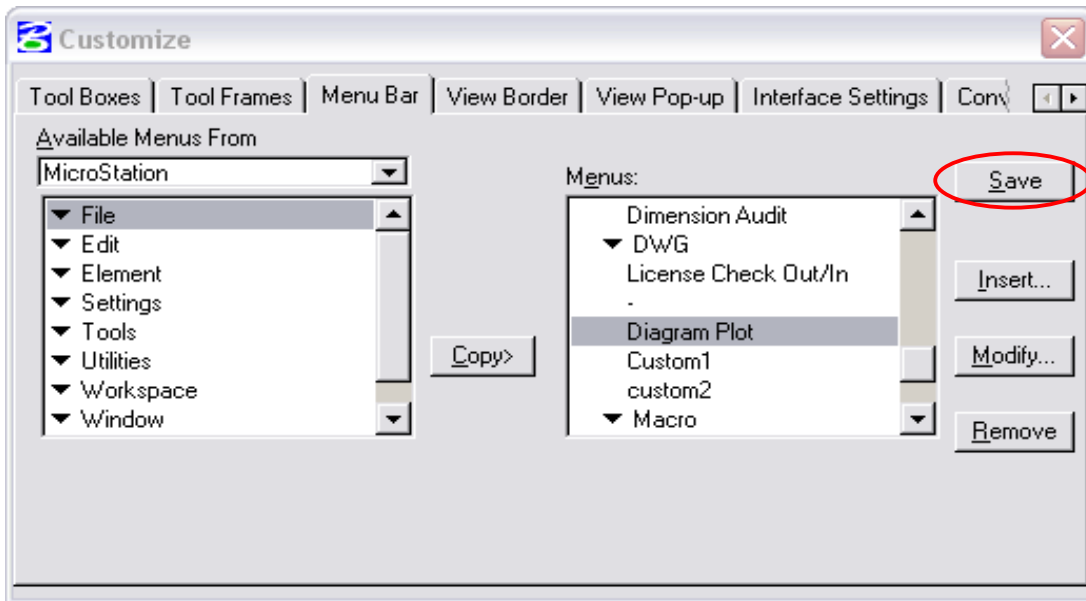 Customize
Tool Boxes Tool Frames Menu Bar View Border View Pop-up Interface Settings Conv
Available Menus From
MicroStation
File
Edit
Element
Settings
Tools
Utilities
Workspace
Window
Copy>
Menus:
Dimension Audit
DWG
License Check Out/In
-
Diagram Plot
Custom1
custom2
Macro
Save
Insert...
Modify...
Remove